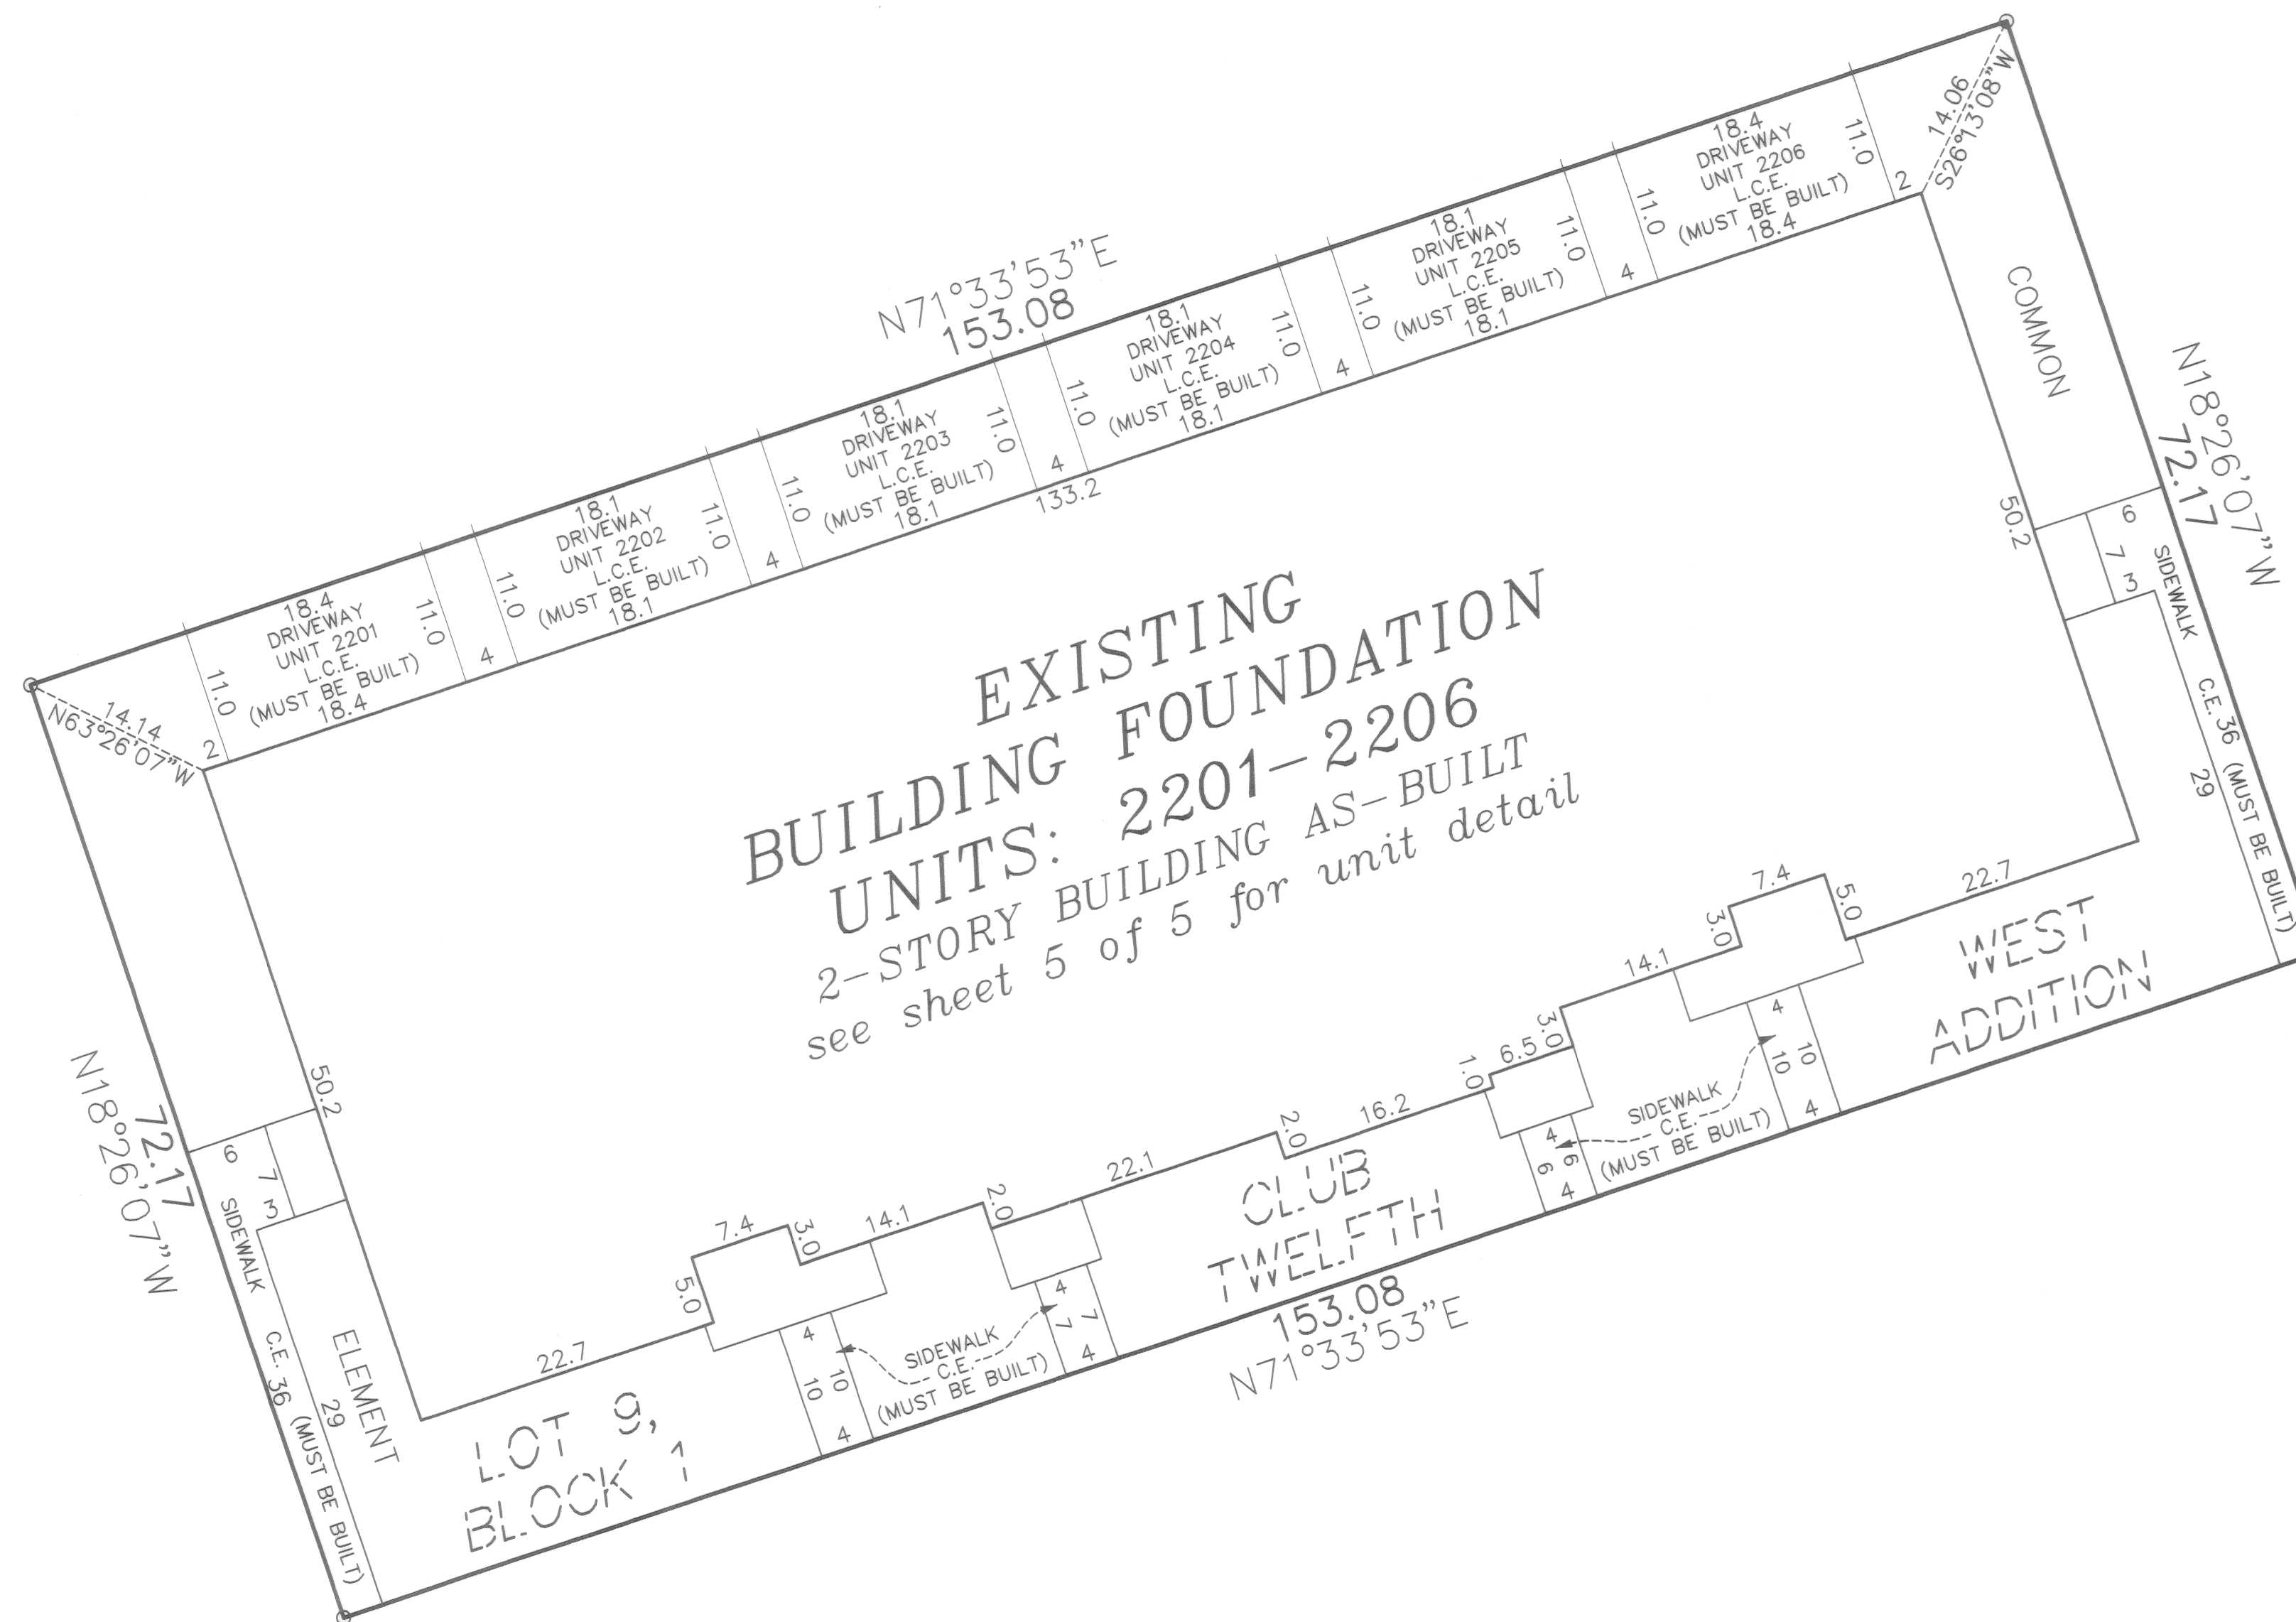 N71°33'53"E
153.08
14.06
S26°13'08"W
18.4
DRIVEWAY
UNIT 2206
L.C.E.
(MUST BE BUILT)
18.4
11.0
11.0
2
4
18.1
DRIVEWAY
UNIT 2205
L.C.E.
(MUST BE BUILT)
18.1
11.0
11.0
4
18.1
DRIVEWAY
UNIT 2204
L.C.E.
(MUST BE BUILT)
18.1
11.0
11.0
4
18.1
DRIVEWAY
UNIT 2203
L.C.E.
(MUST BE BUILT)
18.1
11.0
11.0
4
18.1
DRIVEWAY
UNIT 2202
L.C.E.
(MUST BE BUILT)
18.1
11.0
11.0
4
18.4
DRIVEWAY
UNIT 2201
L.C.E.
(MUST BE BUILT)
18.4
11.0
11.0
2
14.14
N63°26'07"W
133.2
COMMON
N18°26'07"W
72.17
50.2
6
7
3
SIDEWALK C.E. 36 (MUST BE BUILT)
29
EXISTING
BUILDING FOUNDATION
UNITS: 2201-2206
2-STORY BUILDING AS-BUILT
see sheet 5 of 5 for unit detail
50.2
72.17
N18°26'07"W
6
7
3
SIDEWALK C.E. 36 (MUST BE BUILT)
29
ELEMENT
22.7
5.0
7.4
3.0
14.1
2.0
22.1
2.0
16.2
1.0
6.5
3.0
14.1
3.0
7.4
5.0
22.7
4
10
10
4
SIDEWALK
C.E.
(MUST BE BUILT)
4
7
7
4
4
6
6
4
SIDEWALK
C.E.
(MUST BE BUILT)
4
10
10
4
LOT 9,
BLOCK 1
CLUB
TWELFTH
WEST
ADDITION
153.08
N71°33'53"E